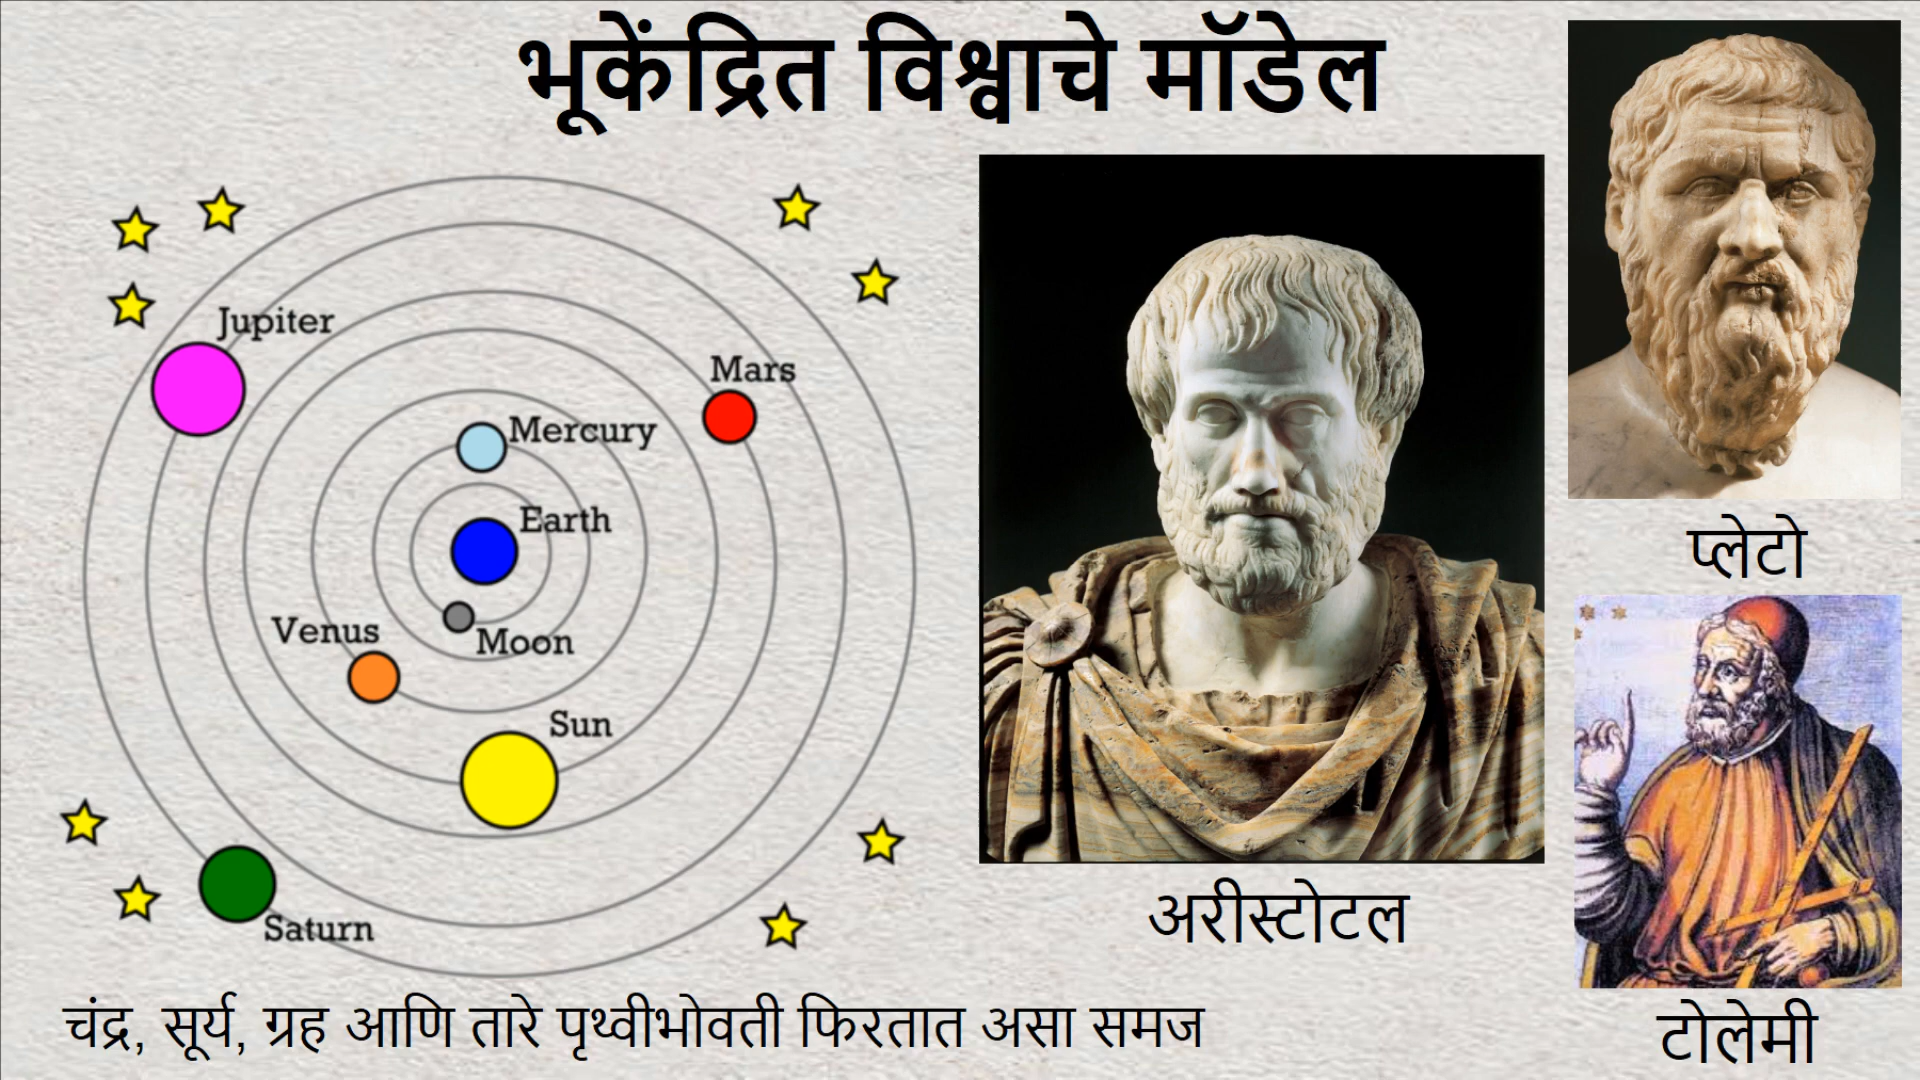 भूकेंद्रित विश्वाचे मॉडेल
Jupiter
Mars
Mercury
Earth
Venus
Moon
Sun
Saturn
प्लेटो
अरीस्टोटल
टोलेमी
चंद्र, सूर्य, ग्रह आणि तारे पृथ्वीभोवती फिरतात असा समज